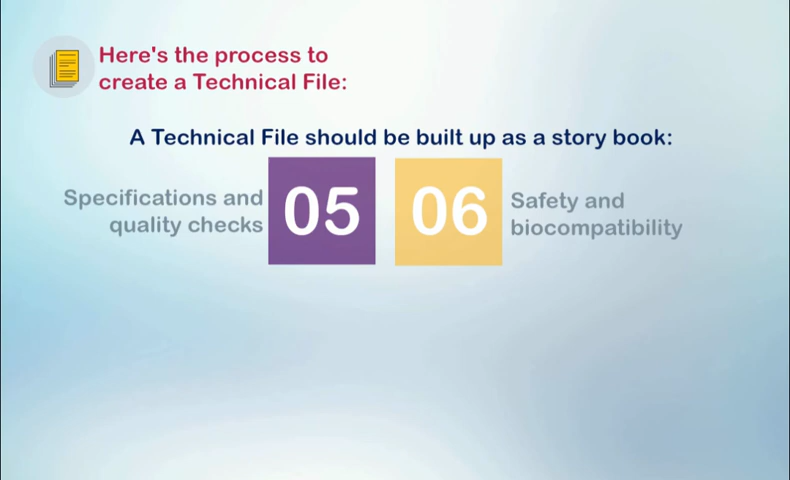 Here's the process to
create a Technical File:
A Technical File should be built up as a story book:
Specifications and
quality checks
05
06
Safety and
biocompatibility